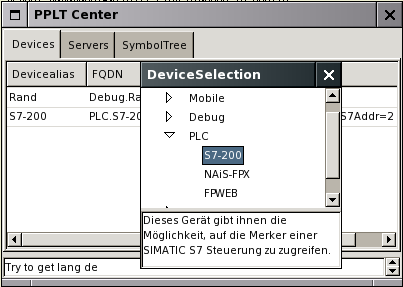 PPLT Center
Devices Servers SymbolTree
Devicealias FQDN
Rand Debug.Ra
S7-200 PLC.S7-20 S7Addr=2
DeviceSelection
Mobile
Debug
PLC
S7-200
NAiS-FPX
FPWEB
Dieses Gerät gibt ihnen die
Möglichkeit, auf die Merker einer
SIMATIC S7 Steuerung zu zugreifen.
Try to get lang de